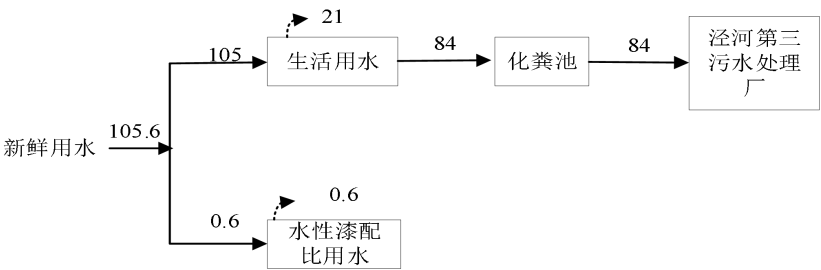 21
105
生活用水
84
化粪池
84
泾河第三
污水处理
厂
105.6
新鲜用水
0.6
0.6
水性漆配
比用水